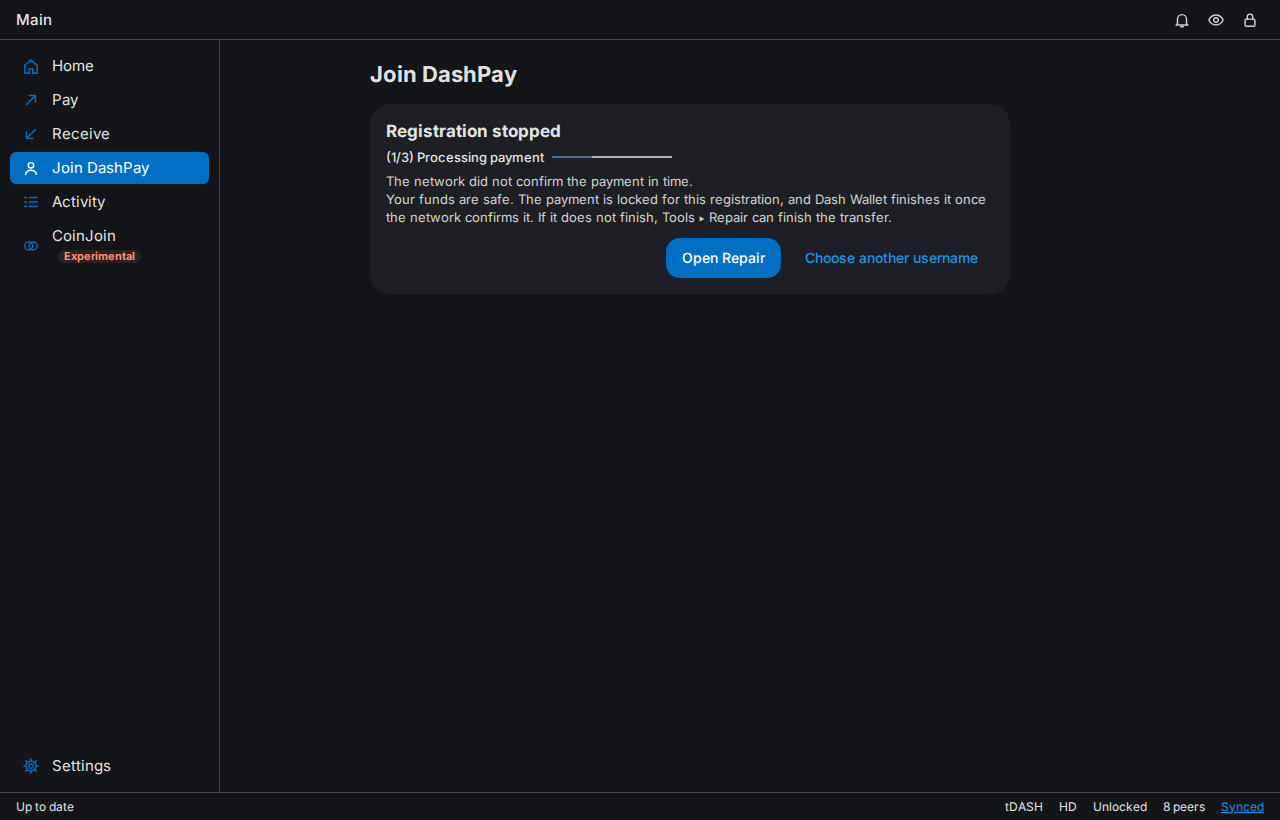 Main
Home
Pay
Receive
Join DashPay
Activity
CoinJoin
Experimental
Settings
Join DashPay
Registration stopped
(1/3) Processing payment
The network did not confirm the payment in time.
Your funds are safe. The payment is locked for this registration, and Dash Wallet finishes it once
the network confirms it. If it does not finish, Tools ▸ Repair can finish the transfer.
Open Repair
Choose another username
Up to date
tDASH
HD
Unlocked
8 peers
Synced